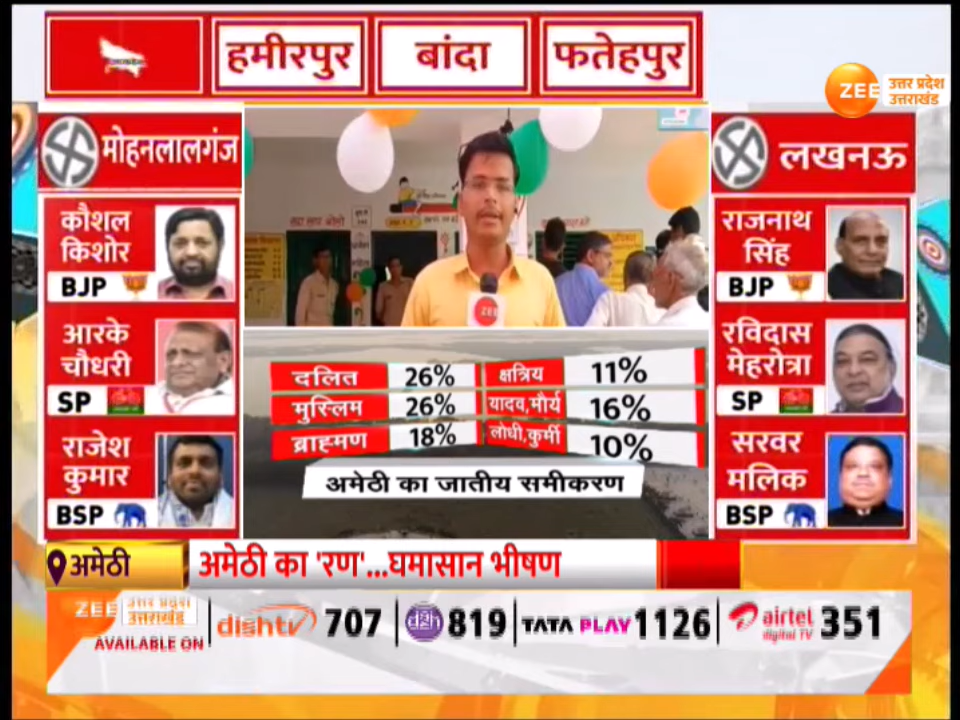 हमीरपुर
बांदा
फतेहपुर
ZEE उत्तर प्रदेश
उत्तराखंड
मोहनलालगंज
कौशल
किशोर
BJP
आरके
चौधरी
SP
राजेश
कुमार
BSP
ZEE
दलित 26%
मुस्लिम 26%
ब्राह्मण 18%
क्षत्रिय 11%
यादव,मौर्य 16%
लोधी,कुर्मी 10%
अमेठी का जातीय समीकरण
लखनऊ
राजनाथ
सिंह
BJP
रविदास
मेहरोत्रा
SP
सरवर
मलिक
BSP
अमेठी
अमेठी का 'रण'...घमासान भीषण
ZEE उत्तर प्रदेश
उत्तराखंड
AVAILABLE ON
dishtv 707
d2h 819
TATA PLAY 1126
airtel
digital TV
351